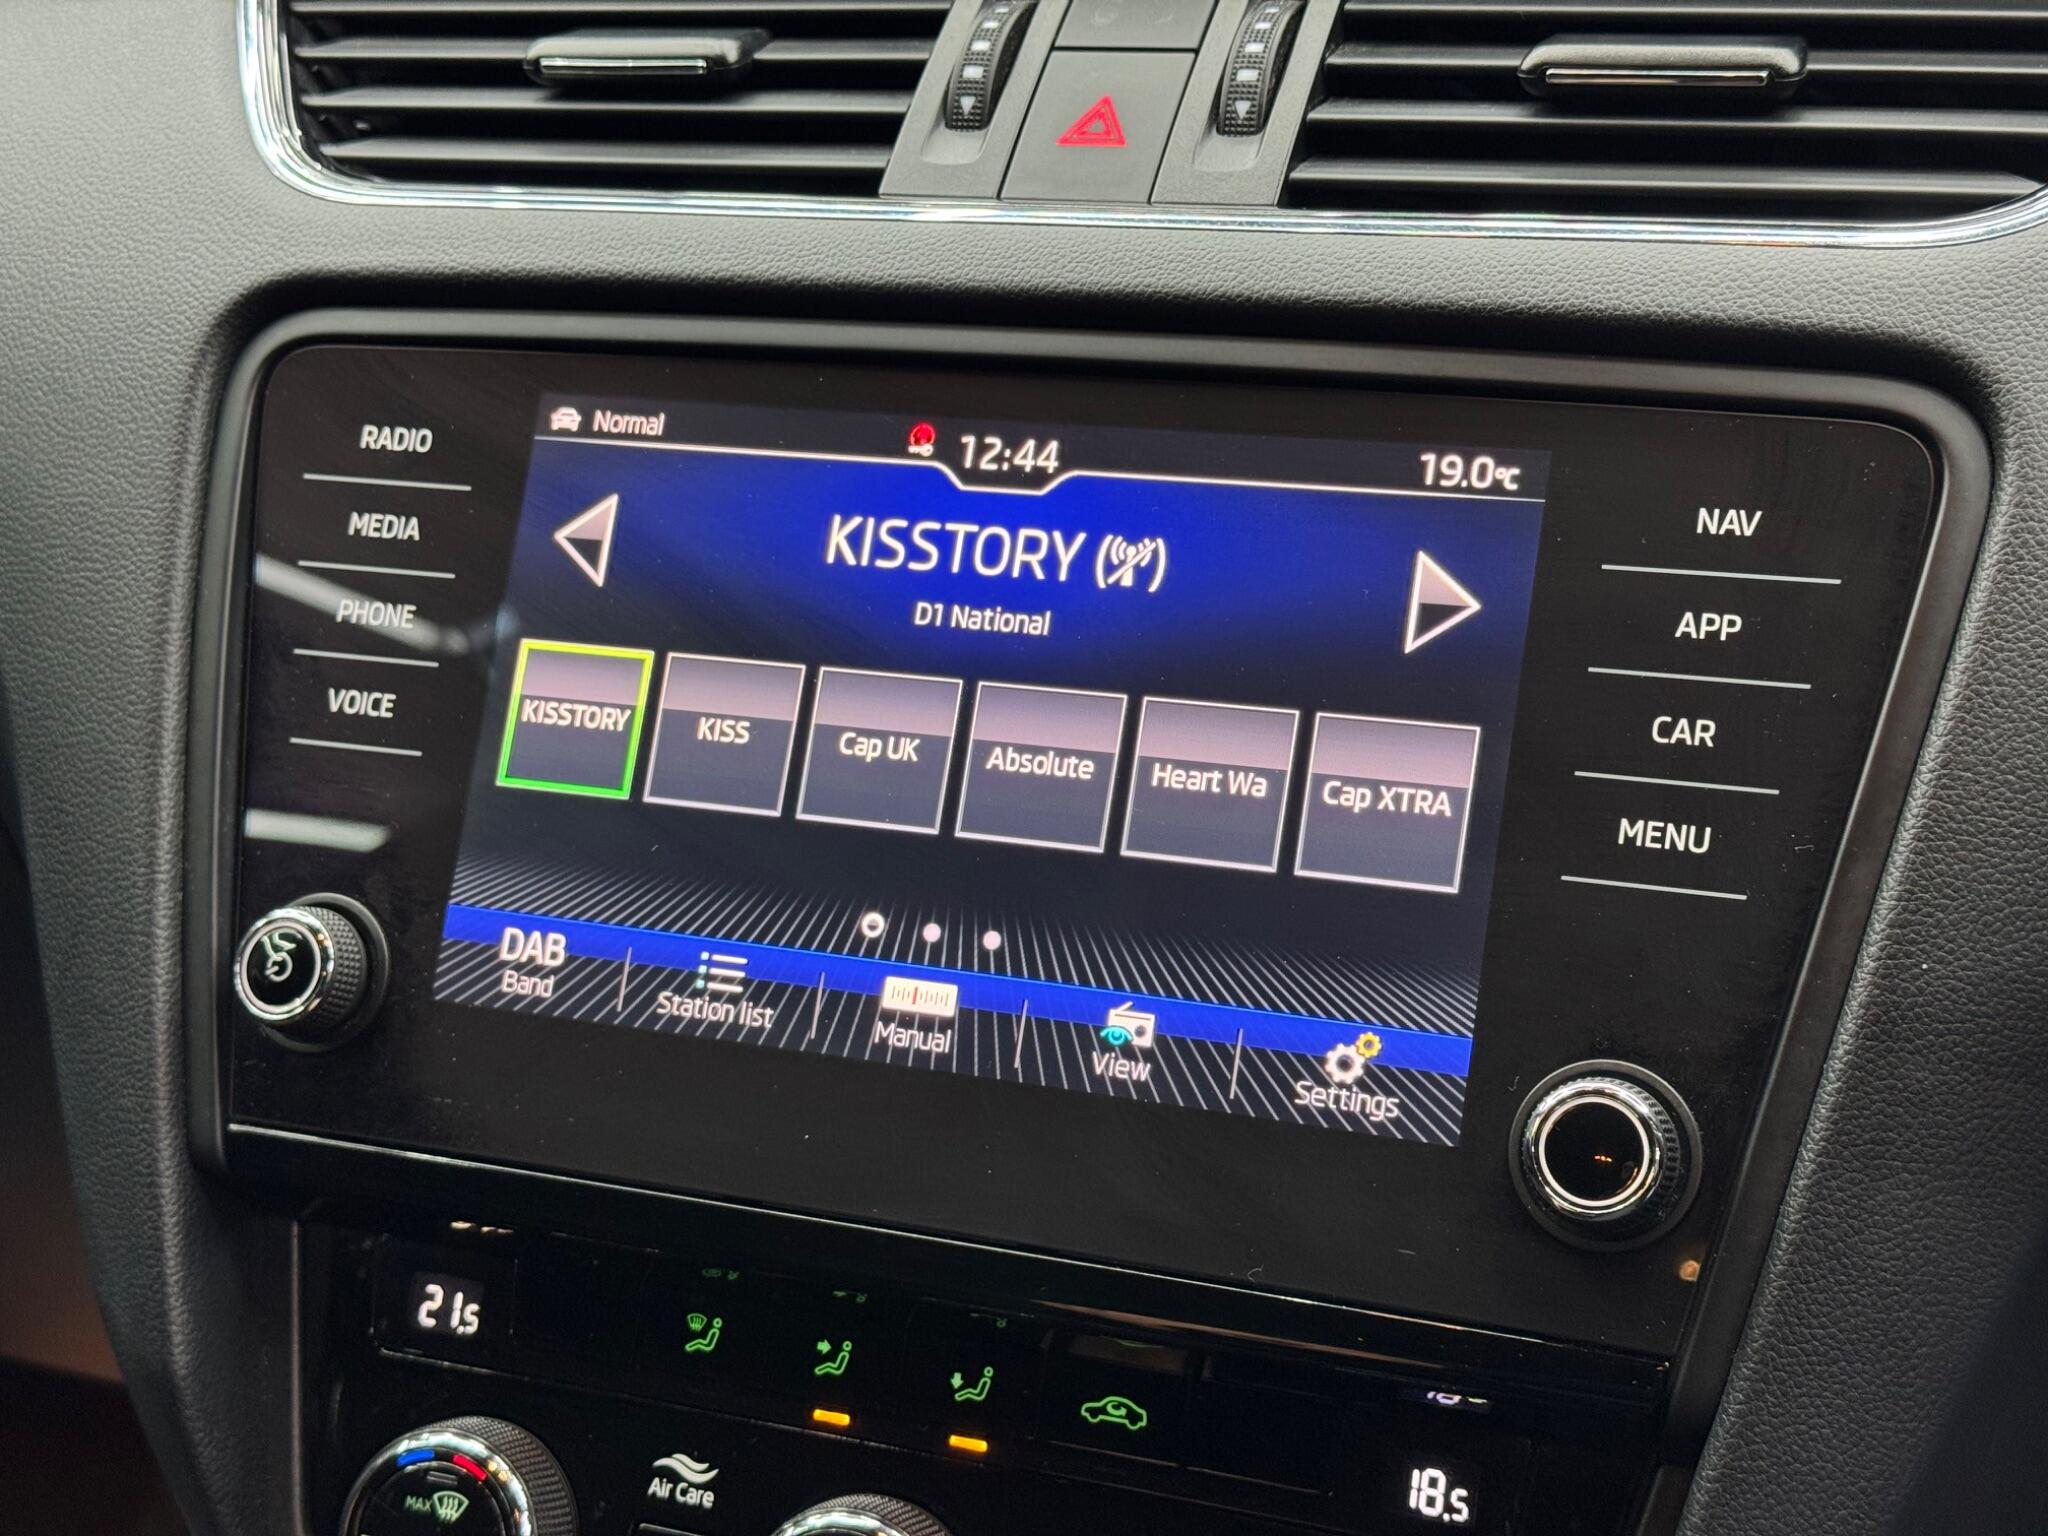 RADIO
MEDIA
PHONE
VOICE
Normal
12:44
19.0°C
KISSTORY
D1 National
KISSTORY
KISS
Cap UK
Absolute
Heart Wa
Cap XTRA
DAB
Band
Station list
Manual
View
Settings
NAV
APP
CAR
MENU
21.5
MAX
Air Care
18.5